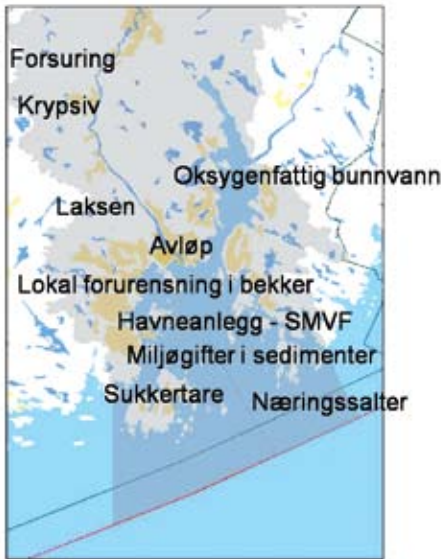 Forsuring
Krypsiv
Oksygenfattig bunnvann
Laksen
Avløp
Lokal forurensning i bekker
Havneanlegg - SMVF
Miljøgifter i sedimenter
Sukkertare
Næringssalter